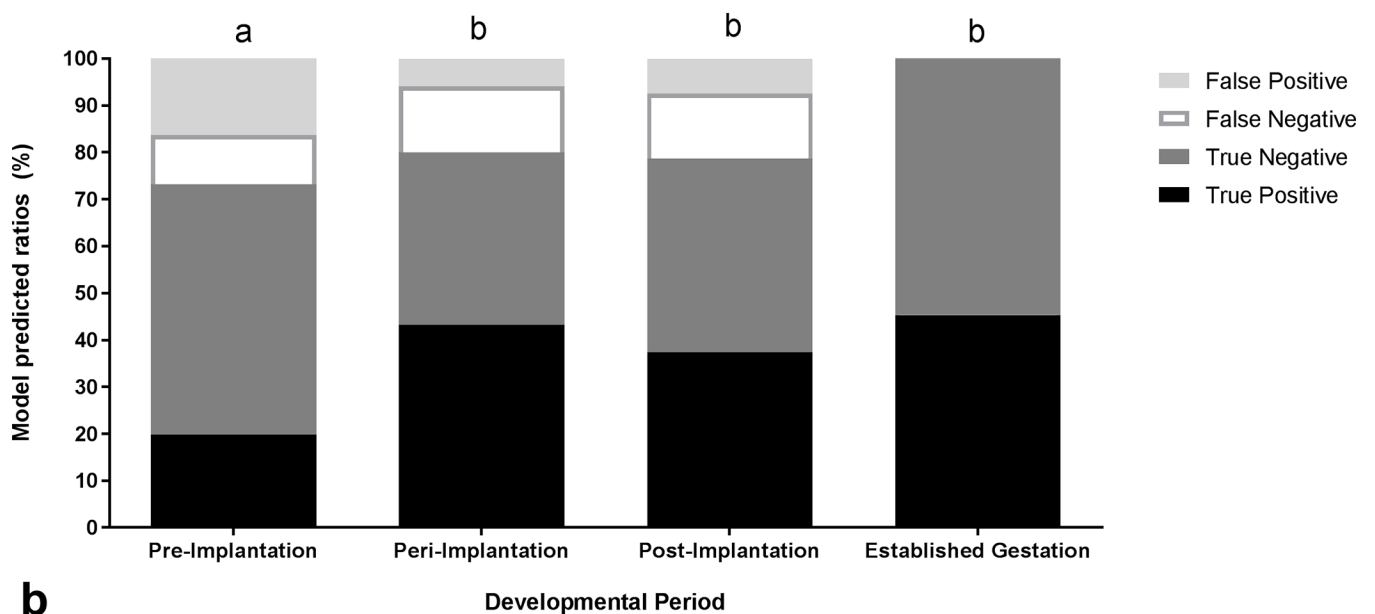 a b b b
100
90
80
70
60
50
40
30
20
10
0
Model predicted ratios (%)
False Positive
False Negative
True Negative
True Positive
Pre-Implantation Peri-Implantation Post-Implantation Established Gestation
Developmental Period
b